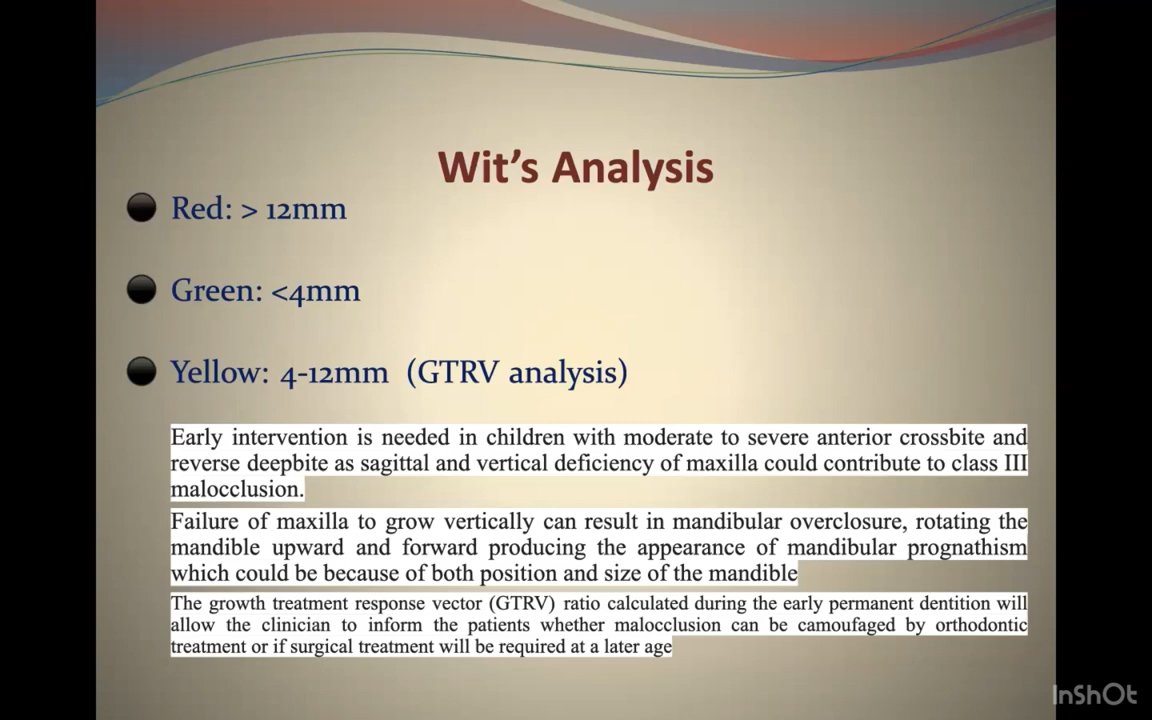 Wit's Analysis
Red: > 12mm
Green: <4mm
Yellow: 4-12mm (GTRV analysis)
Early intervention is needed in children with moderate to severe anterior crossbite and
reverse deepbite as sagittal and vertical deficiency of maxilla could contribute to class III
malocclusion.
Failure of maxilla to grow vertically can result in mandibular overclosure, rotating the
mandible upward and forward producing the appearance of mandibular prognathism
which could be because of both position and size of the mandible
The growth treatment response vector (GTRV) ratio calculated during the early permanent dentition will
allow the clinician to inform the patients whether malocclusion can be camoufaged by orthodontic
treatment or if surgical treatment will be required at a later age
InShOt